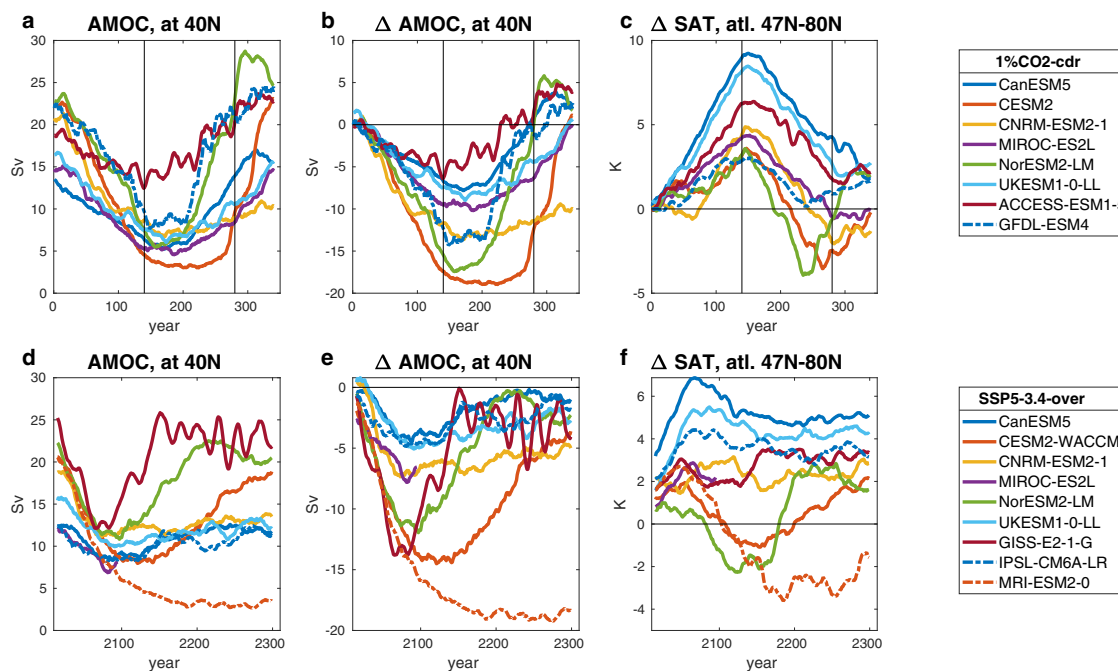 a AMOC, at 40N
30
25
20
15
10
5
0
Sv
0 100 200 300
year
b Δ AMOC, at 40N
10
5
0
-5
-10
-15
-20
Sv
0 100 200 300
year
c Δ SAT, atl. 47N-80N
10
5
0
-5
K
0 100 200 300
year
1%CO2-cdr
CanESM5
CESM2
CNRM-ESM2-1
MIROC-ES2L
NorESM2-LM
UKESM1-0-LL
ACCESS-ESM1-
GFDL-ESM4
d AMOC, at 40N
30
25
20
15
10
5
0
Sv
2100 2200 2300
year
e Δ AMOC, at 40N
0
-5
-10
-15
-20
Sv
2100 2200 2300
year
f Δ SAT, atl. 47N-80N
6
4
2
0
-2
-4
K
2100 2200 2300
year
SSP5-3.4-over
CanESM5
CESM2-WACCM
CNRM-ESM2-1
MIROC-ES2L
NorESM2-LM
UKESM1-0-LL
GISS-E2-1-G
IPSL-CM6A-LR
MRI-ESM2-0